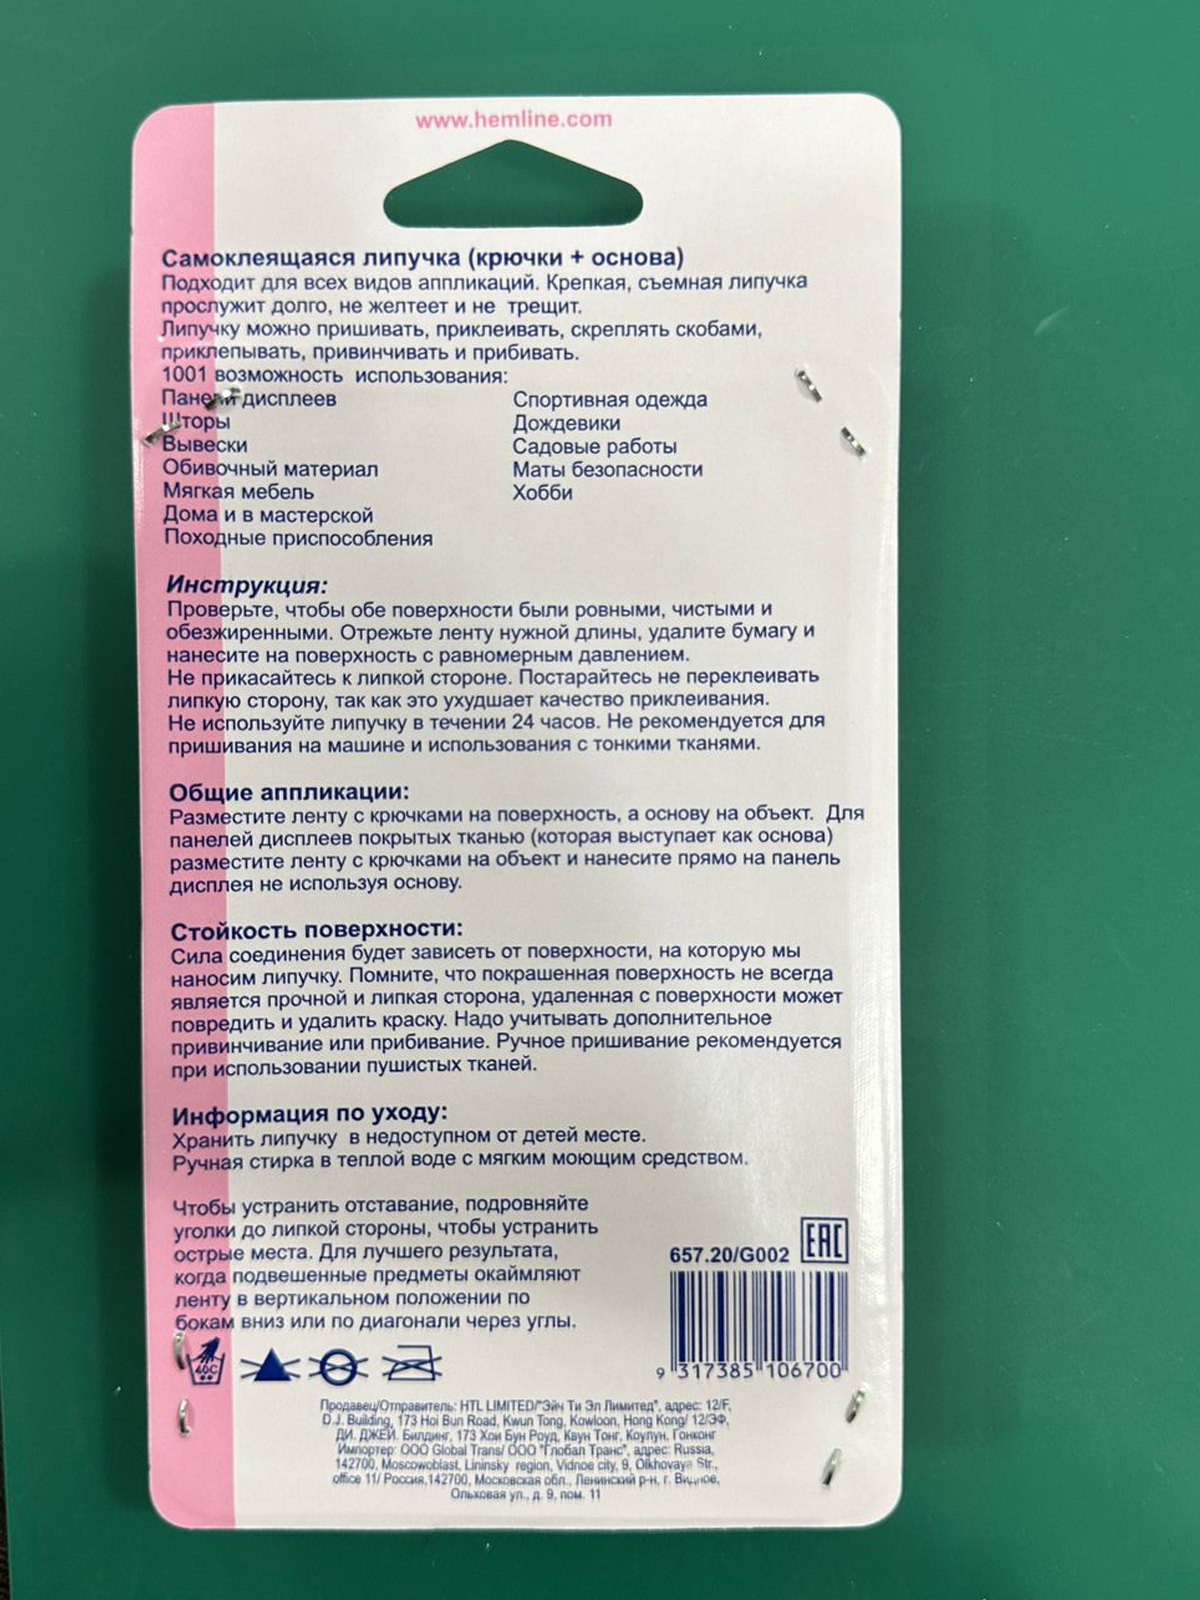 www.hemline.com
Самоклеящаяся липучка (крючки + основа)
Подходит для всех видов аппликаций. Крепкая, съемная липучка
прослужит долго, не желтеет и не трещит.
Липучку можно пришивать, приклеивать, скреплять скобами,
приклепывать, привинчивать и прибивать.
1001 возможность использования:
Панели дисплеев
Шторы
Вывески
Обивочный материал
Мягкая мебель
Дома и в мастерской
Походные приспособления
Спортивная одежда
Дождевики
Садовые работы
Маты безопасности
Хобби
Инструкция:
Проверьте, чтобы обе поверхности были ровными, чистыми и
обезжиренными. Отрежьте ленту нужной длины, удалите бумагу и
нанесите на поверхность с равномерным давлением.
Не прикасайтесь к липкой стороне. Постарайтесь не переклеивать
липкую сторону, так как это ухудшает качество приклеивания.
Не используйте липучку в течении 24 часов. Не рекомендуется для
пришивания на машине и использования с тонкими тканями.
Общие аппликации:
Разместите ленту с крючками на поверхность, а основу на объект. Для
панелей дисплеев покрытых тканью (которая выступает как основа)
разместите ленту с крючками на объект и нанесите прямо на панель
дисплея не используя основу.
Стойкость поверхности:
Сила соединения будет зависеть от поверхности, на которую мы
наносим липучку. Помните, что покрашенная поверхность не всегда
является прочной и липкая сторона, удаленная с поверхности может
повредить и удалить краску. Надо учитывать дополнительное
привинчивание или прибивание. Ручное пришивание рекомендуется
при использовании пушистых тканей.
Информация по уходу:
Хранить липучку в недоступном от детей месте.
Ручная стирка в теплой воде с мягким моющим средством.
Чтобы устранить отставание, подровняйте
уголки до липкой стороны, чтобы устранить
острые места. Для лучшего результата,
когда подвешенные предметы окаймляют
ленту в вертикальном положении по
бокам вниз или по диагонали через углы.
657.20/G002 EAC
9 317385 106700
40C
Продавец/Отправитель: HTL LIMITED/"Эйч Ти Эл Лимитед", адрес: 12/F,
D.J. Building, 173 Hoi Bun Road, Kwun Tong, Kowloon, Hong Kong/ 12/ЭФ,
ДИ. ДЖЕЙ. Билдинг, 173 Хои Бун Роуд, Квун Тонг, Коулун, Гонконг
Импортер: ООО Global Trans/ ООО "Глобал Транс", адрес: Russia,
142700, Moscowoblast, Lininsky region, Vidnoe city, 9, Olkhovaya Str.,
office 11/ Россия,142700, Московская обл., Ленинский р-н, г. Видное,
Ольховая ул., д. 9, пом. 11